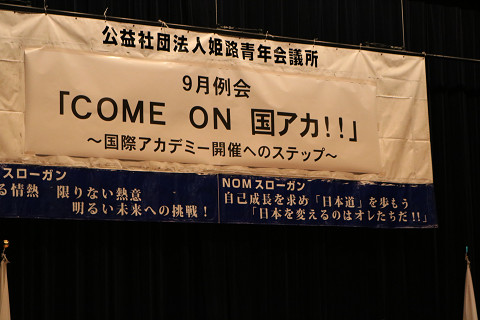 公益社団法人姫路青年会議所
9月例会
「COME ON 国アカ!!」
～国際アカデミー開催へのステップ～
スローガン
る情熱 限りない熱意
明るい未来への挑戦!
NOMスローガン
自己成長を求め「日本道」を歩もう
「日本を変えるのはオレたちだ!!」